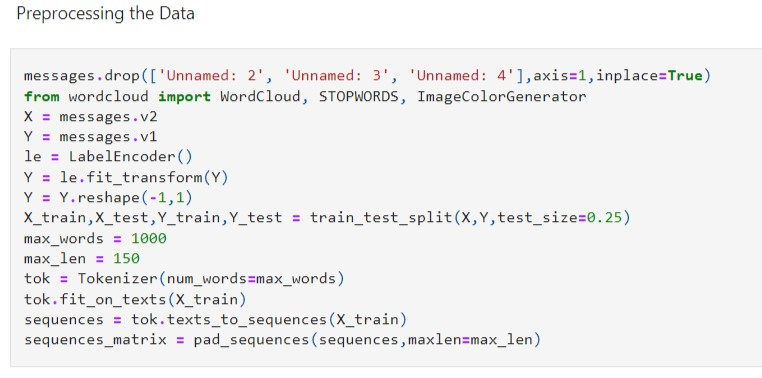 Preprocessing the Data
messages.drop(['Unnamed: 2', 'Unnamed: 3', 'Unnamed: 4'],axis=1,inplace=True)
from wordcloud import WordCloud, STOPWORDS, ImageColorGenerator
X = messages.v2
Y = messages.v1
le = LabelEncoder()
Y = le.fit_transform(Y)
Y = Y.reshape(-1,1)
X_train,X_test,Y_train,Y_test = train_test_split(X,Y,test_size=0.25)
max_words = 1000
max_len = 150
tok = Tokenizer(num_words=max_words)
tok.fit_on_texts(X_train)
sequences = tok.texts_to_sequences(X_train)
sequences_matrix = pad_sequences(sequences,maxlen=max_len)